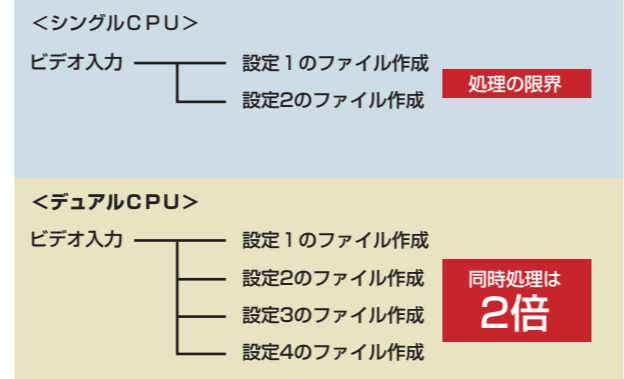 ＜シングルCPU＞
ビデオ入力
設定1のファイル作成
設定2のファイル作成
処理の限界
＜デュアルCPU＞
ビデオ入力
設定1のファイル作成
設定2のファイル作成
設定3のファイル作成
設定4のファイル作成
同時処理は
2倍